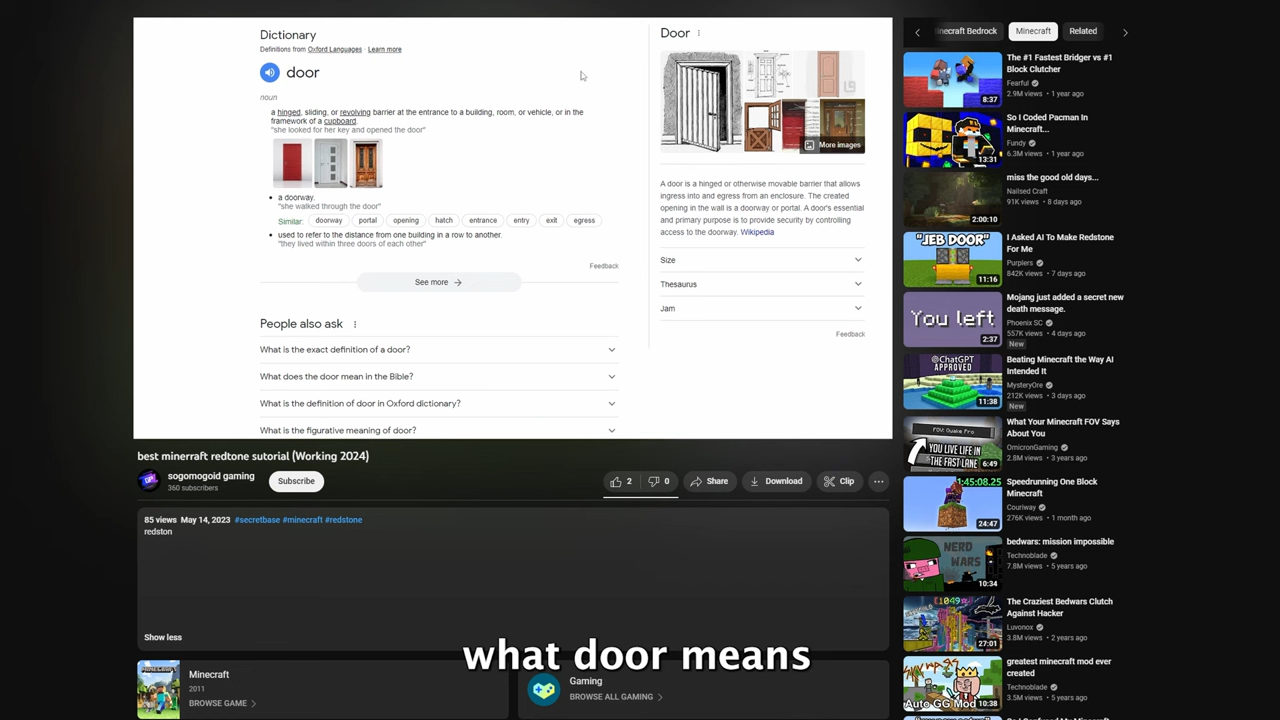 Dictionary
Definitions from Oxford Languages · Learn more
door
noun
a hinged, sliding, or revolving barrier at the entrance to a building, room, or vehicle, or in the
framework of a cupboard.
"she looked for her key and opened the door"
• a doorway.
"she walked through the door"
Similar: doorway portal opening hatch entrance entry exit egress
• used to refer to the distance from one building in a row to another.
"they lived within three doors of each other"
Feedback
See more
People also ask
What is the exact definition of a door?
What does the door mean in the Bible?
What is the definition of door in Oxford dictionary?
What is the figurative meaning of door?
Door
More images
A door is a hinged or otherwise movable barrier that allows
ingress into and egress from an enclosure. The created
opening in the wall is a doorway or portal. A door's essential
and primary purpose is to provide security by controlling
access to the doorway. Wikipedia
Size
Thesaurus
Jam
Feedback
best minerraft redtone sutorial (Working 2024)
sogomogoid gaming
350 subscribers
Subscribe
2
0
Share
Download
Clip
85 views May 14, 2023 #secretbase #minecraft #redstone
redston
Show less
what door means
Minecraft
2011
BROWSE GAME
Gaming
BROWSE ALL GAMING
Minecraft
Related
The #1 Fastest Bridger vs #1
Block Clutcher
Fearful
2.9M views • 1 year ago
8:37
So I Coded Pacman In
Minecraft...
Fundy
6.3M views • 1 year ago
13:31
miss the good old days...
Nailsed Craft
91K views • 8 days ago
2:00:10
"JEB DOOR"
I Asked AI To Make Redstone
For Me
Purplers
842K views • 7 days ago
11:16
You left
Mojang just added a secret new
death message.
Phoenix SC
557K views • 4 days ago
New
2:37
@ChatGPT
APPROVED
Beating Minecraft the Way AI
Intended It
MysteryOre
212K views • 3 days ago
New
11:38
FOV: Quake Pro
YOU LIVE LIFE
IN THE FAST LANE
What Your Minecraft FOV Says
About You
OmicronGaming
2.8M views • 3 years ago
6:49
1:45:08.25
Speedrunning One Block
Minecraft
Couriway
276K views • 1 month ago
24:47
NERD
WARS
bedwars: mission impossible
Technoblade
7.8M views • 5 years ago
10:34
The Craziest Bedwars Clutch
Against Hacker
Luvonox
3.8M views • 2 years ago
27:01
Auto GG Mod
greatest minecraft mod ever
created
Technoblade
3.5M views • 5 years ago
10:38